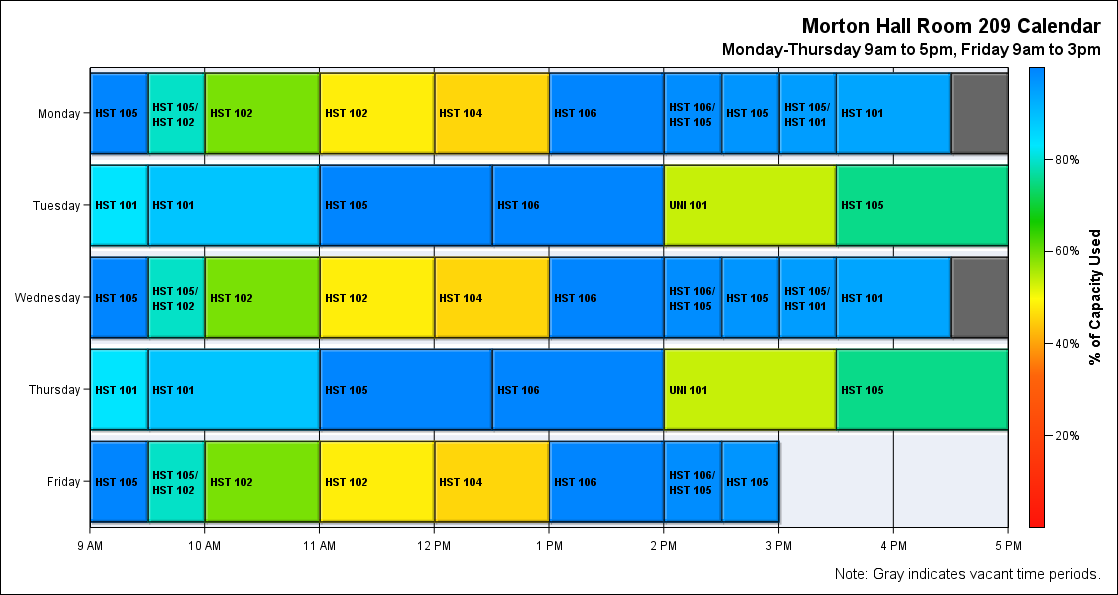 Morton Hall Room 209 Calendar
Monday-Thursday 9am to 5pm, Friday 9am to 3pm
Monday
HST 105
HST 105/
HST 102
HST 102
HST 102
HST 104
HST 106
HST 106/
HST 105
HST 105
HST 105/
HST 101
HST 101
Tuesday
HST 101
HST 101
HST 105
HST 106
UNI 101
HST 105
Wednesday
HST 105
HST 105/
HST 102
HST 102
HST 102
HST 104
HST 106
HST 106/
HST 105
HST 105
HST 105/
HST 101
HST 101
Thursday
HST 101
HST 101
HST 105
HST 106
UNI 101
HST 105
Friday
HST 105
HST 105/
HST 102
HST 102
HST 102
HST 104
HST 106
HST 106/
HST 105
HST 105
9 AM
10 AM
11 AM
12 PM
1 PM
2 PM
3 PM
4 PM
5 PM
80%
60%
40%
20%
% of Capacity Used
Note: Gray indicates vacant time periods.